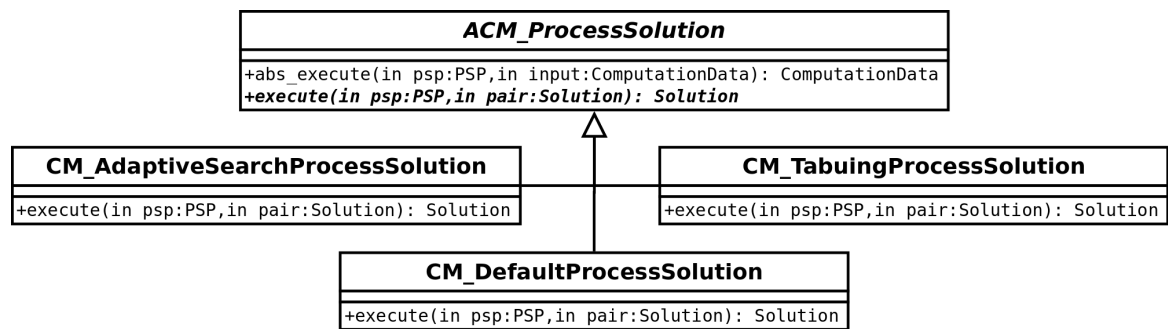 ACM_ProcessSolution
+abs_execute(in psp:PSP,in input:ComputationData): ComputationData
+execute(in psp:PSP,in pair:Solution): Solution
CM_AdaptiveSearchProcessSolution
+execute(in psp:PSP,in pair:Solution): Solution
CM_TabuingProcessSolution
+execute(in psp:PSP,in pair:Solution): Solution
CM_DefaultProcessSolution
+execute(in psp:PSP,in pair:Solution): Solution